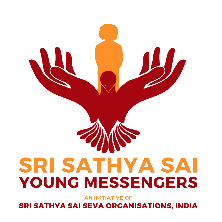 SRI SATHYA SAI
YOUNG MESSENGERS
AN INITIATIVE OF
SRI SATHYA SAI SEVA ORGANISATIONS, INDIA